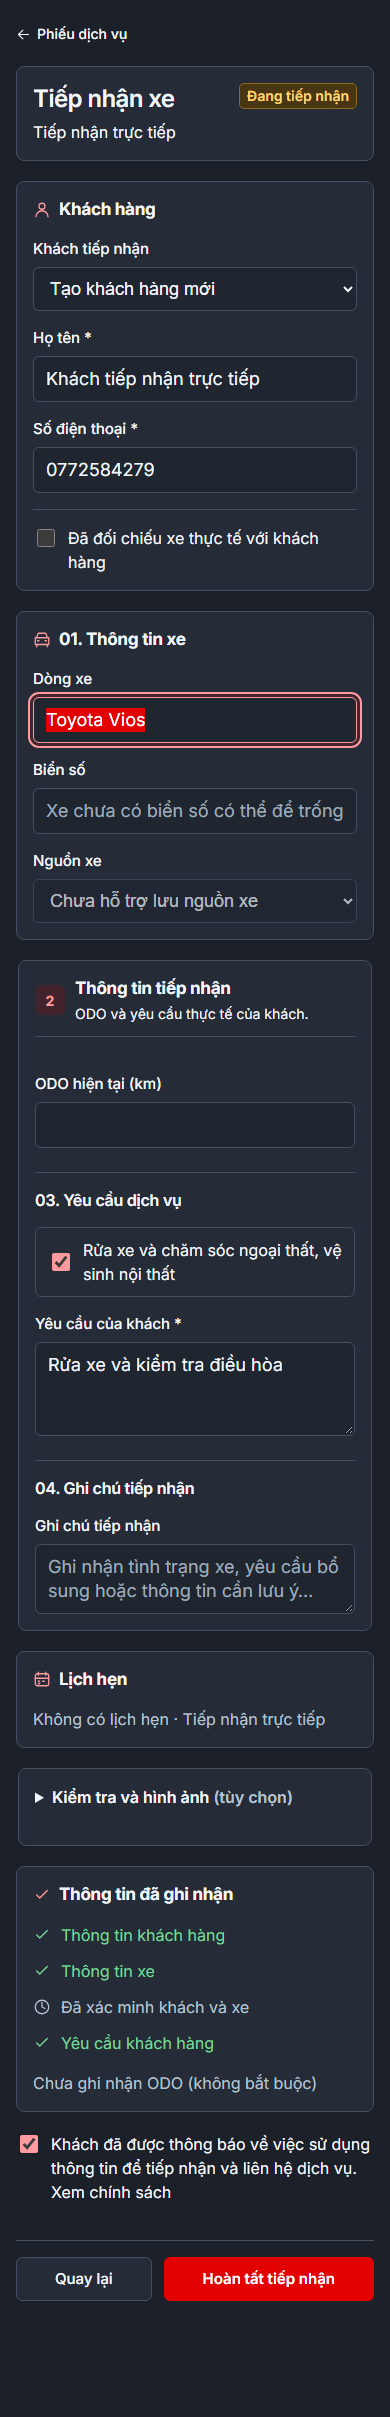 ← Phiếu dịch vụ
Tiếp nhận xe
Đang tiếp nhận
Tiếp nhận trực tiếp
Khách hàng
Khách tiếp nhận
Tạo khách hàng mới
Họ tên *
Khách tiếp nhận trực tiếp
Số điện thoại *
0772584279
Đã đối chiếu xe thực tế với khách
hàng
01. Thông tin xe
Dòng xe
Toyota Vios
Biển số
Xe chưa có biển số có thể để trống
Nguồn xe
Chưa hỗ trợ lưu nguồn xe
2
Thông tin tiếp nhận
ODO và yêu cầu thực tế của khách.
ODO hiện tại (km)
03. Yêu cầu dịch vụ
Rửa xe và chăm sóc ngoại thất, vệ
sinh nội thất
Yêu cầu của khách *
Rửa xe và kiểm tra điều hòa
04. Ghi chú tiếp nhận
Ghi chú tiếp nhận
Ghi nhận tình trạng xe, yêu cầu bổ
sung hoặc thông tin cần lưu ý...
Lịch hẹn
Không có lịch hẹn · Tiếp nhận trực tiếp
Kiểm tra và hình ảnh (tùy chọn)
Thông tin đã ghi nhận
Thông tin khách hàng
Thông tin xe
Đã xác minh khách và xe
Yêu cầu khách hàng
Chưa ghi nhận ODO (không bắt buộc)
Khách đã được thông báo về việc sử dụng
thông tin để tiếp nhận và liên hệ dịch vụ.
Xem chính sách
Quay lại
Hoàn tất tiếp nhận